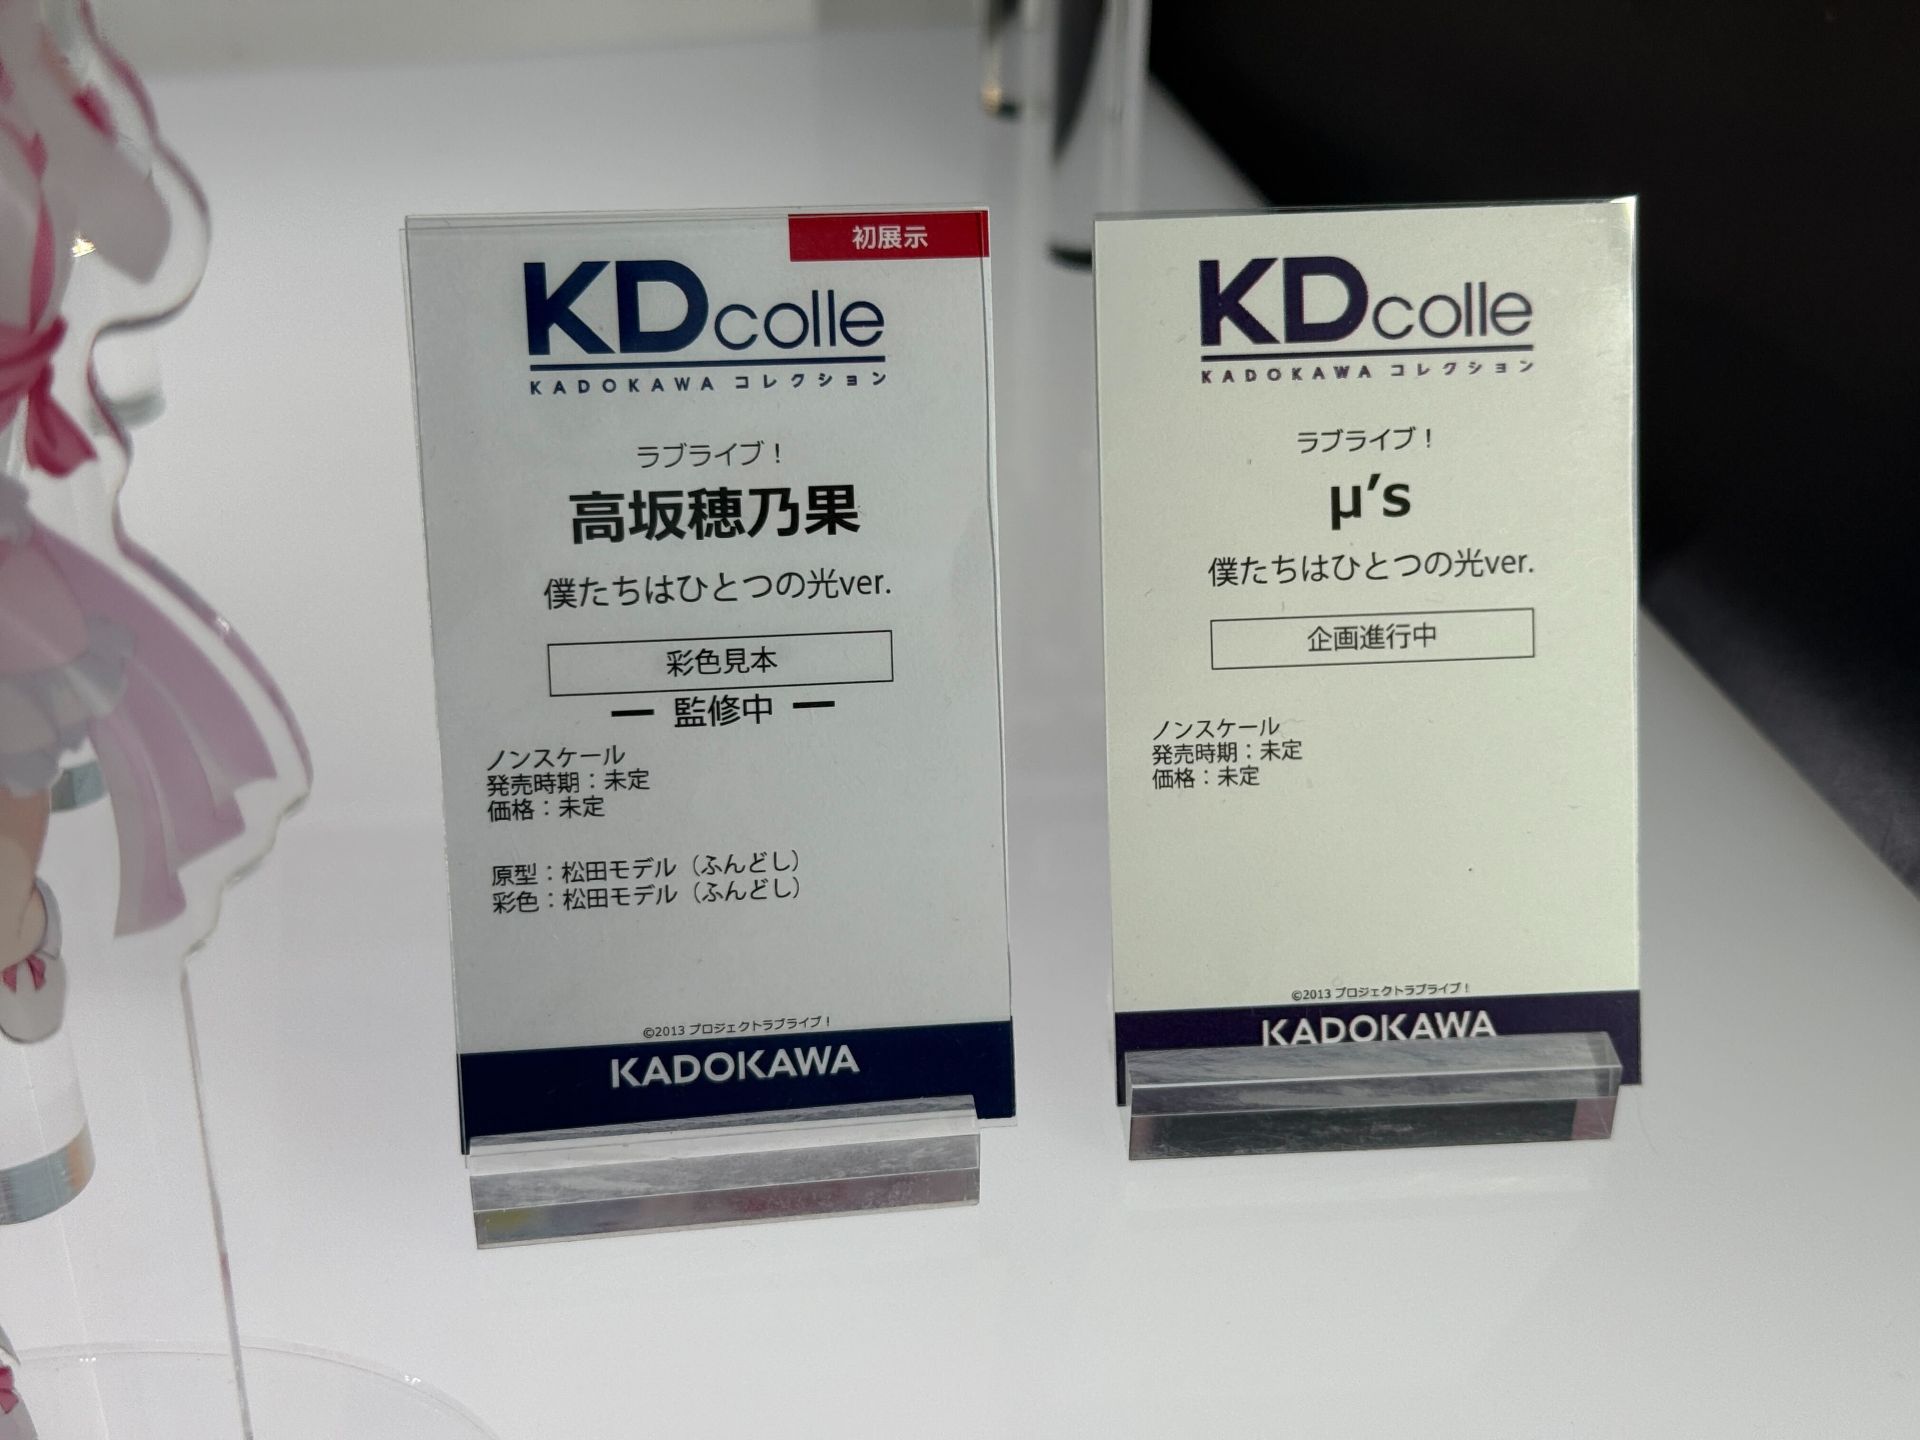 初展示
KDcolle
KADOKAWA コレクション
ラブライブ！
高坂穂乃果
僕たちはひとつの光ver.
彩色見本
ー 監修中 ー
ノンスケール
発売時期：未定
価格：未定
原型：松田モデル（ふんどし）
彩色：松田モデル（ふんどし）
©2013 プロジェクトラブライブ！
KADOKAWA
KDcolle
KADOKAWA コレクション
ラブライブ！
μ's
僕たちはひとつの光ver.
企画進行中
ノンスケール
発売時期：未定
価格：未定
©2013 プロジェクトラブライブ！
KADOKAWA